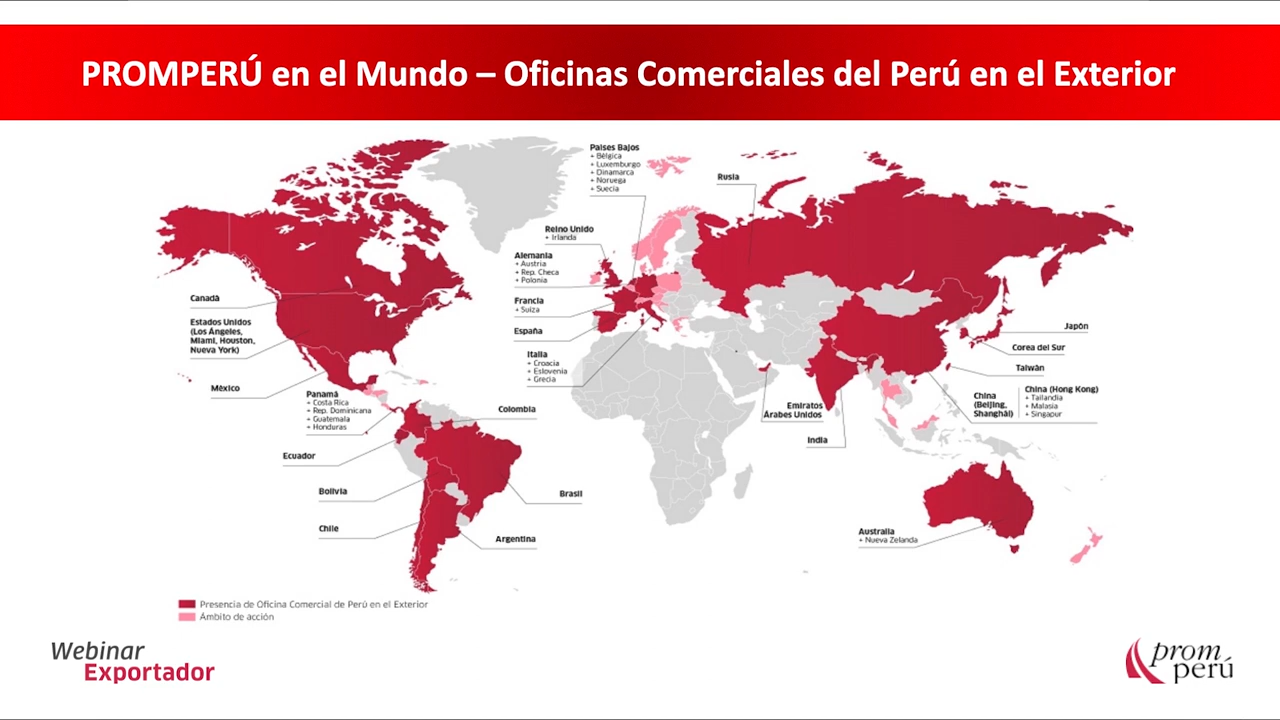 PROMPERÚ en el Mundo – Oficinas Comerciales del Perú en el Exterior
Países Bajos
+ Bélgica
+ Luxemburgo
+ Dinamarca
+ Noruega
+ Suecia
Rusia
Reino Unido
+ Irlanda
Alemania
+ Austria
+ Rep. Checa
+ Polonia
Francia
+ Suiza
España
Italia
+ Croacia
+ Eslovenia
+ Grecia
Canadá
Estados Unidos
(Los Ángeles,
Miami, Houston,
Nueva York)
México
Panamá
+ Costa Rica
+ Rep. Dominicana
+ Guatemala
+ Honduras
Colombia
Ecuador
Bolivia
Brasil
Chile
Argentina
Japón
Corea del Sur
Taiwán
China
(Beijing,
Shanghái)
China (Hong Kong)
+ Tailandia
+ Malasia
+ Singapur
Emiratos
Árabes Unidos
India
Australia
+ Nueva Zelanda
Presencia de Oficina Comercial de Perú en el Exterior
Ámbito de acción
Webinar
Exportador
prom
perú